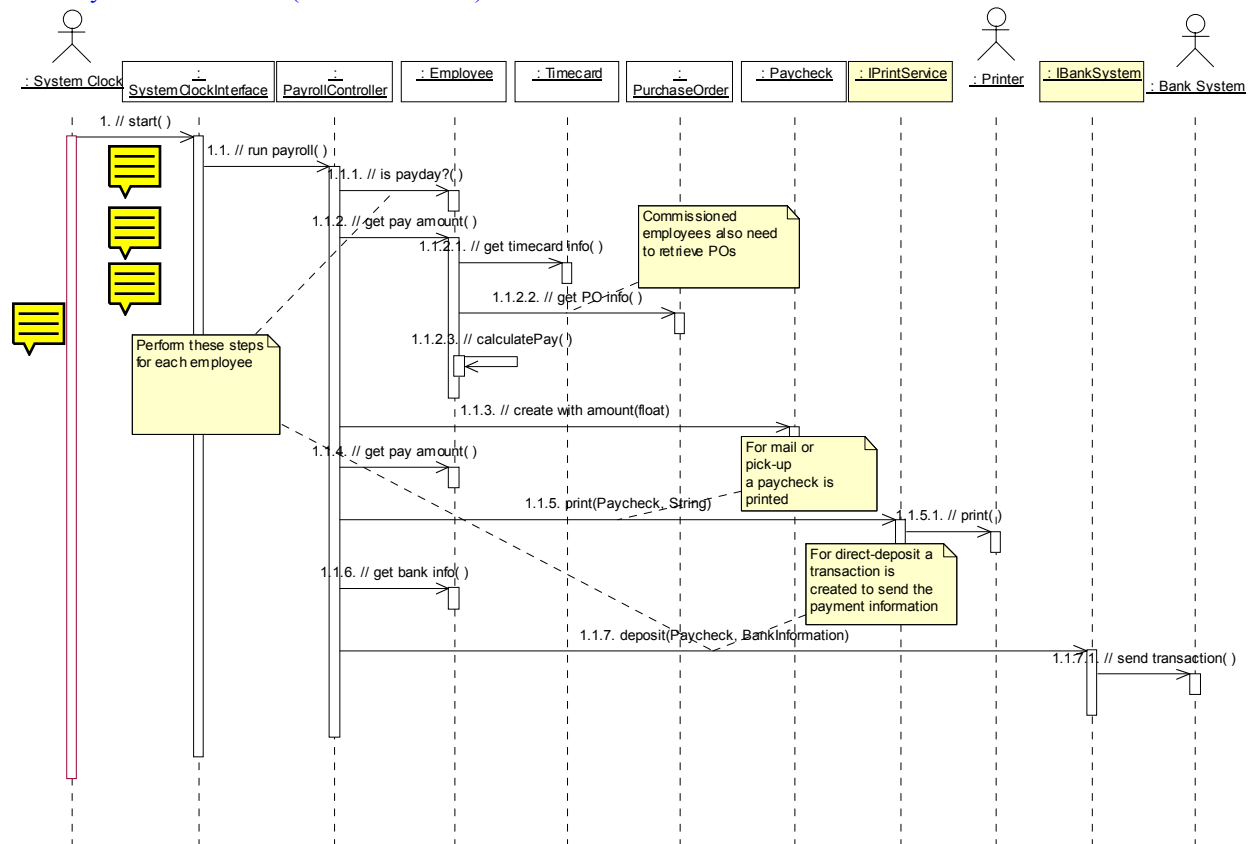 : System Clock
:
SystemClockInterface
:
PayrollController
: Employee
: Timecard
:
PurchaseOrder
: Paycheck
: IPrintService
: Printer
: IBankSystem
: Bank System
1. // start( )
1.1. // run payroll( )
1.1.1. // is payday?( )
1.1.2. // get pay amount( )
1.1.2.1. // get timecard info( )
Commissioned
employees also need
to retrieve POs
1.1.2.2. // get PO info( )
1.1.2.3. // calculatePay( )
Perform these steps
for each employee
1.1.3. // create with amount(float)
1.1.4. // get pay amount( )
For mail or
pick-up
a paycheck is
printed
1.1.5. print(Paycheck, String)
1.1.5.1. // print( )
For direct-deposit a
transaction is
created to send the
payment information
1.1.6. // get bank info( )
1.1.7. deposit(Paycheck, BankInformation)
1.1.7.1. // send transaction( )